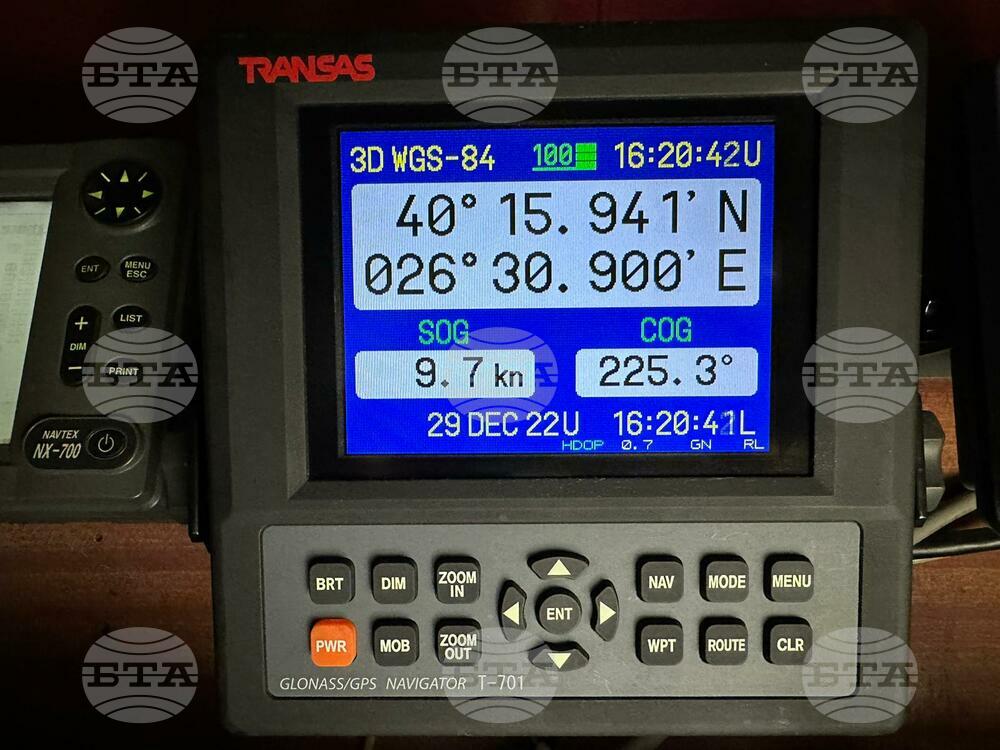 TRANSAS
3D WGS-84 100 16:20:42U
40° 15. 941' N
026° 30. 900' E
SOG COG
9. 7 kn 225. 3°
29 DEC 22U 16:20:42L
HDOP 0.7 GN RL
ENT MENU ESC
+ LIST
DIM
− PRINT
NAVTEX
NX-700
BRT DIM ZOOM IN NAV MODE MENU
ENT
PWR MOB ZOOM OUT WPT ROUTE CLR
GLONASS/GPS NAVIGATOR T-701
БТА
БТА
БТА
БТА
БТА
БТА
БТА
БТА
БТА